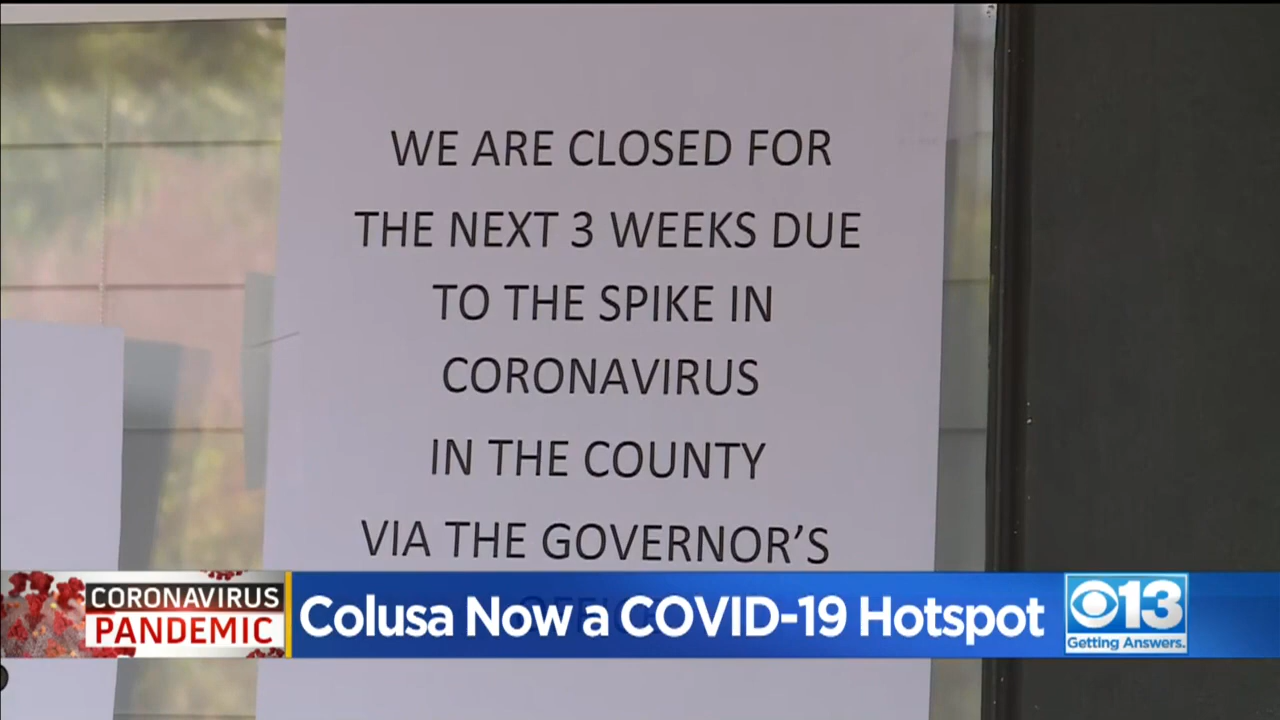 WE ARE CLOSED FOR
THE NEXT 3 WEEKS DUE
TO THE SPIKE IN
CORONAVIRUS
IN THE COUNTY
VIA THE GOVERNOR'S
CORONAVIRUS
PANDEMIC
Colusa Now a COVID-19 Hotspot
13
Getting Answers.